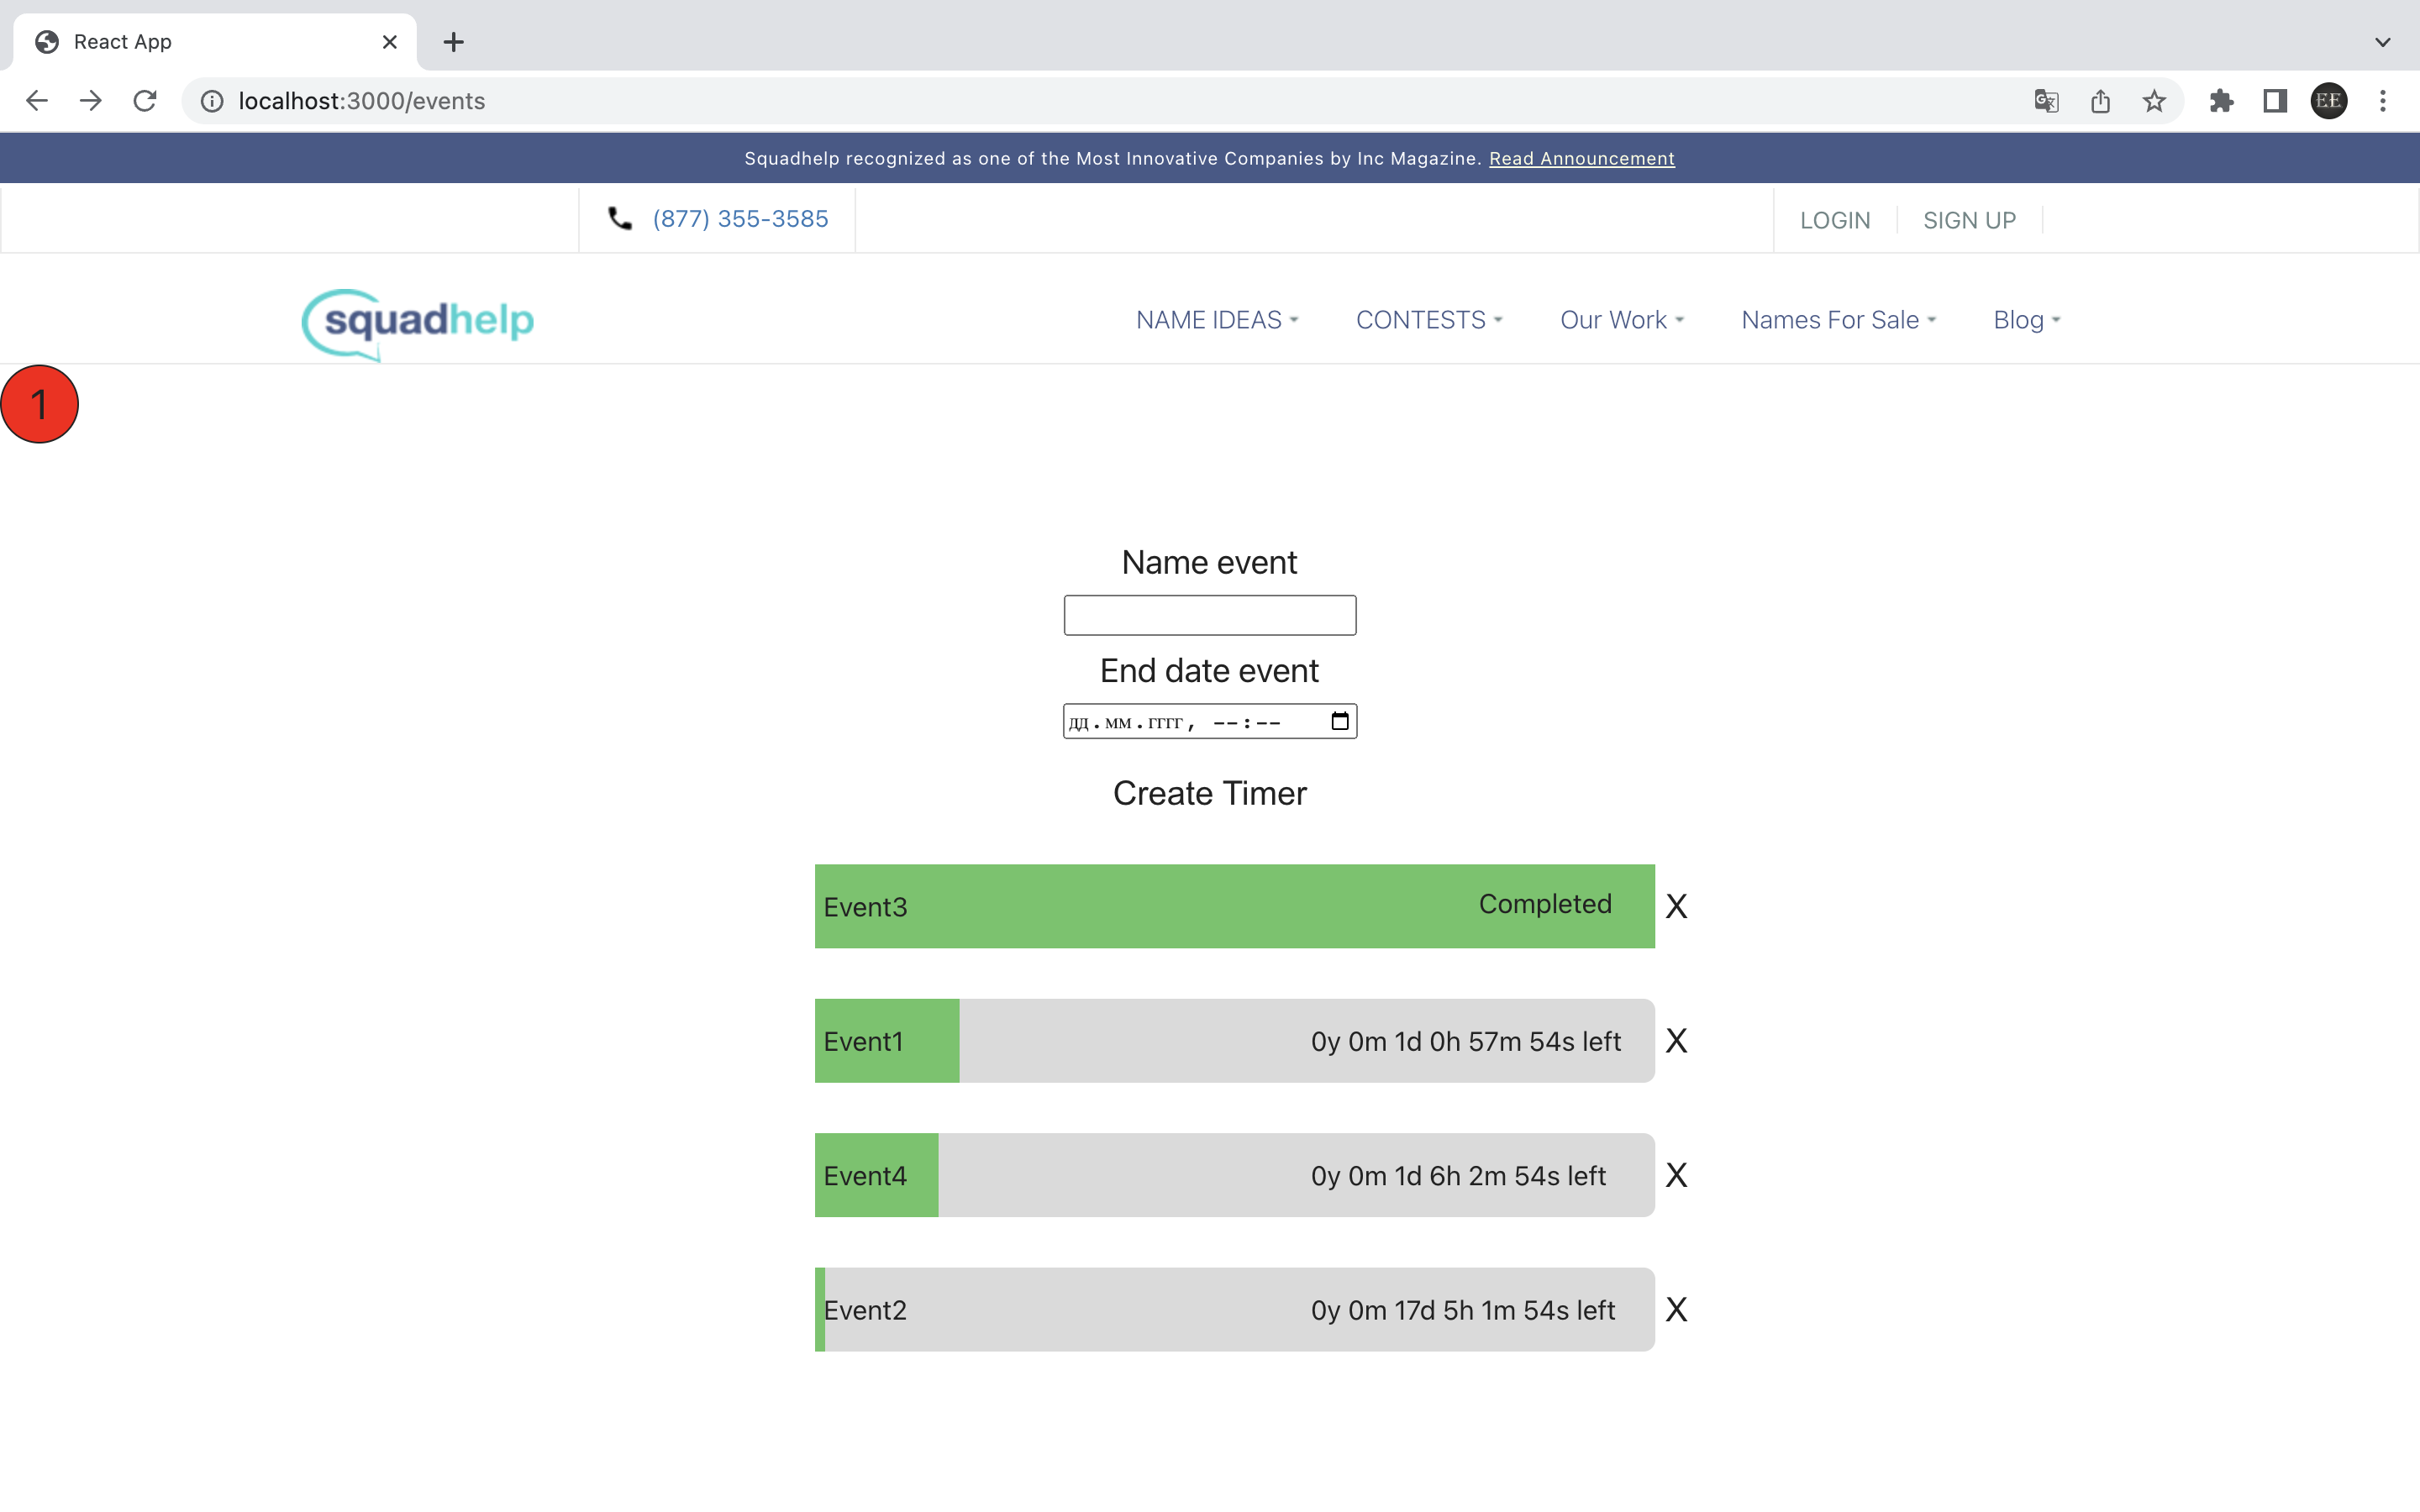 React App
localhost:3000/events
EE
Squadhelp recognized as one of the Most Innovative Companies by Inc Magazine. Read Announcement
(877) 355-3585
LOGIN
SIGN UP
squadhelp
NAME IDEAS
CONTESTS
Our Work
Names For Sale
Blog
1
Name event
End date event
дд.мм.гггг, --:--
Create Timer
Event3 Completed X
Event1 0y 0m 1d 0h 57m 54s left X
Event4 0y 0m 1d 6h 2m 54s left X
Event2 0y 0m 17d 5h 1m 54s left X